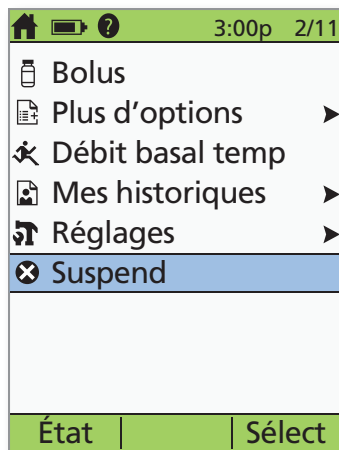 3:00p 2/11
Bolus
Plus d’options
Débit basal temp
Mes historiques
Réglages
Suspend
État Sélect